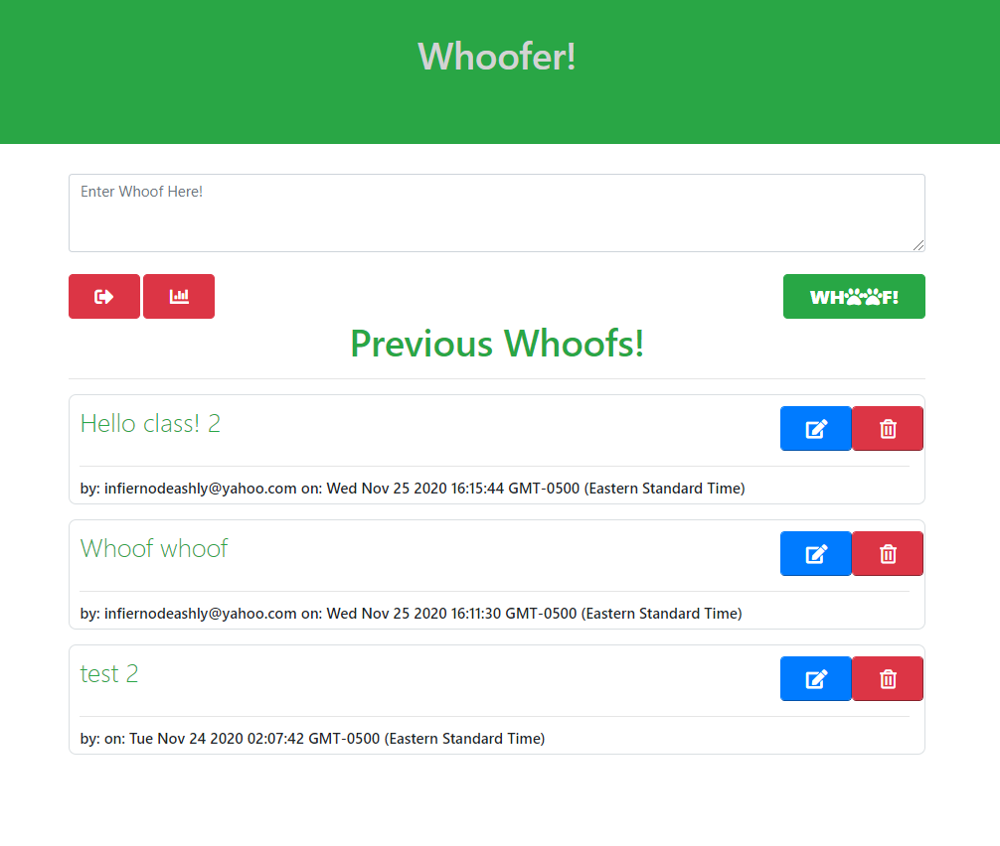 Whoofer!
Enter Whoof Here!
WH🐾🐾F!
Previous Whoofs!
Hello class! 2
by: infiernodeashly@yahoo.com on: Wed Nov 25 2020 16:15:44 GMT-0500 (Eastern Standard Time)
Whoof whoof
by: infiernodeashly@yahoo.com on: Wed Nov 25 2020 16:11:30 GMT-0500 (Eastern Standard Time)
test 2
by: on: Tue Nov 24 2020 02:07:42 GMT-0500 (Eastern Standard Time)